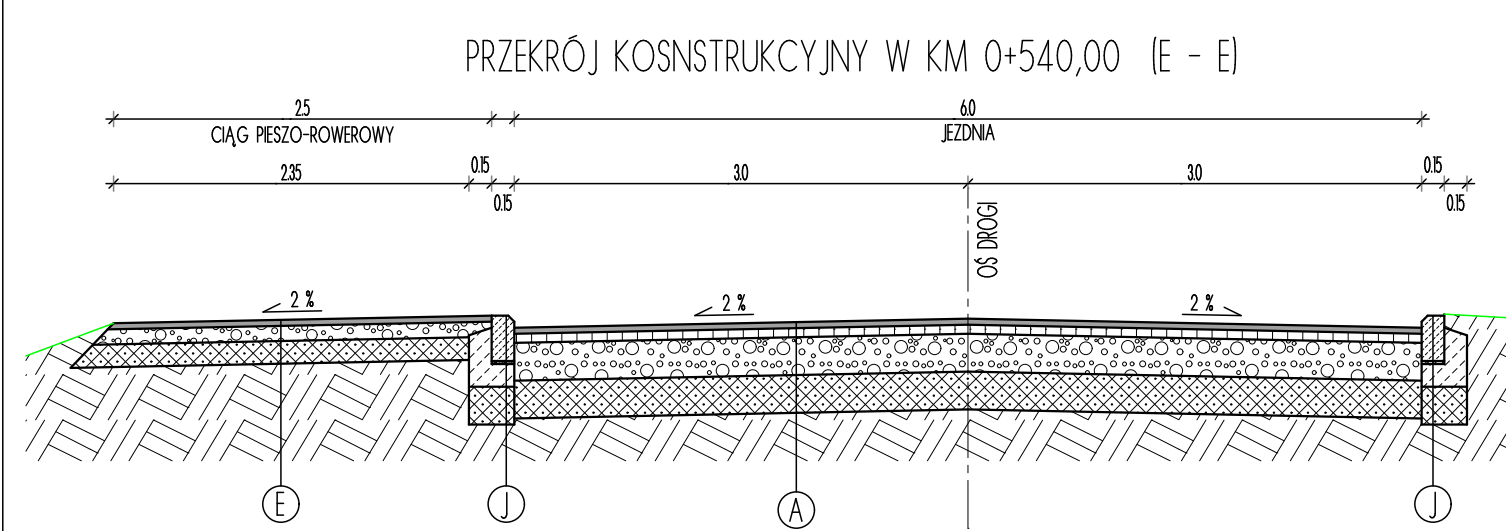 PRZEKRÓJ KOSNSTRUKCYJNY W KM 0+540,00 (E - E)
2.5
6.0
CIĄG PIESZO-ROWEROWY
JEZDNIA
2.35
0.15
0.15
3.0
3.0
0.15
0.15
OŚ DROGI
2 %
2 %
2 %
E
J
A
J